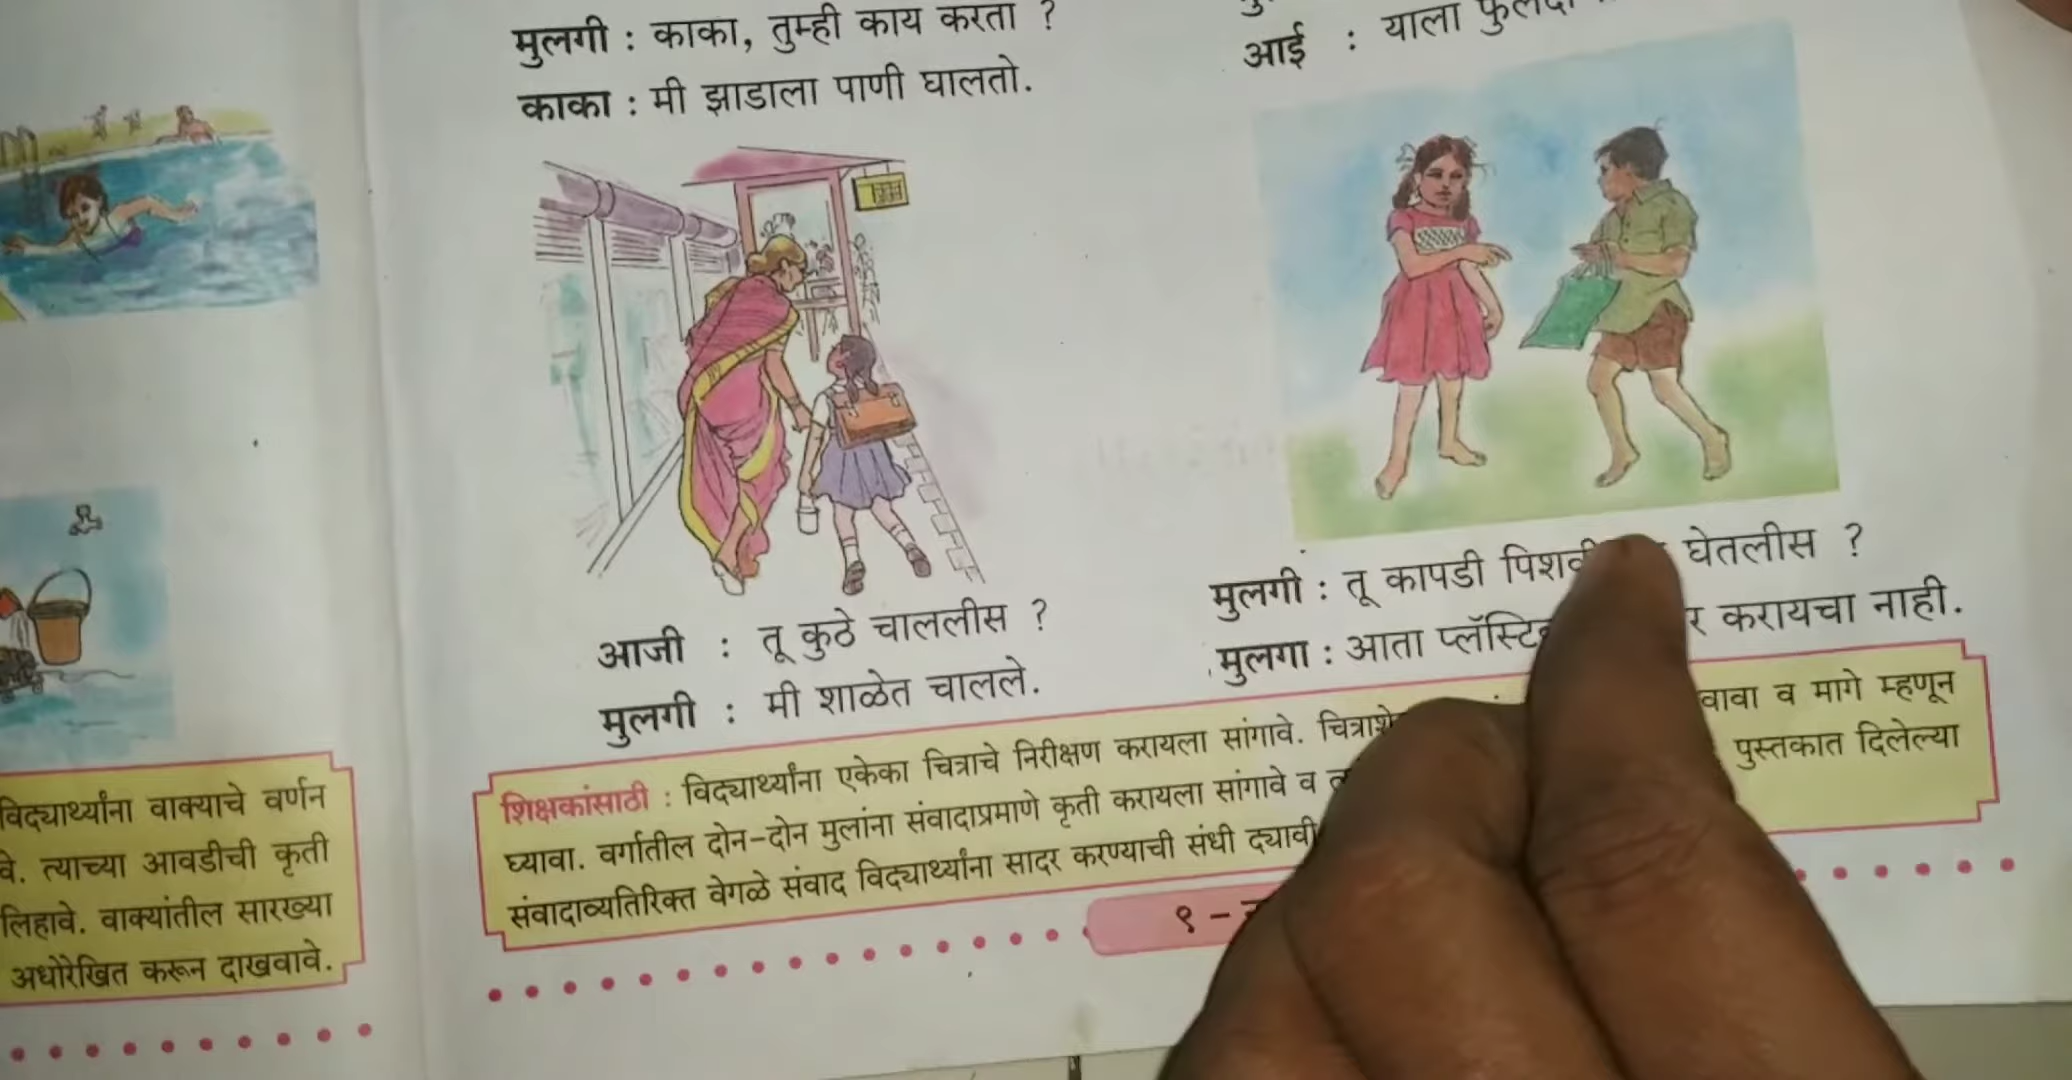 मुलगी : काका, तुम्ही काय करता ?
काका : मी झाडाला पाणी घालतो.
आजी : तू कुठे चाललीस ?
मुलगी : मी शाळेत चालले.
आई : याला
मुलगी : तू कापडी घेतलीस ?
मुलगा : आता करायचा नाही.
शिक्षकांसाठी : विद्यार्थ्यांना एकेका चित्राचे निरीक्षण करायला सांगावे. व मागे म्हणून
घ्यावा. वर्गातील दोन-दोन मुलांना संवादाप्रमाणे कृती करायला सांगावे व पुस्तकात दिलेल्या
संवादाव्यतिरिक्त वेगळे संवाद विद्यार्थ्यांना सादर करण्याची संधी द्यावी
१ -
विद्यार्थ्यांना वाक्याचे वर्णन
त्याच्या आवडीची कृती
लिहावे. वाक्यांतील सारख्या
अधोरेखित करून दाखवावे.